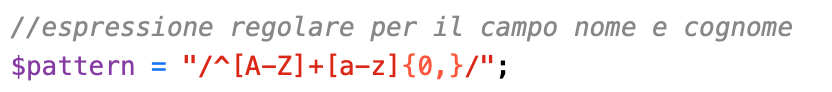 //espressione regolare per il campo nome e cognome
$pattern = "/^[A-Z]+[a-z]{0,}/";